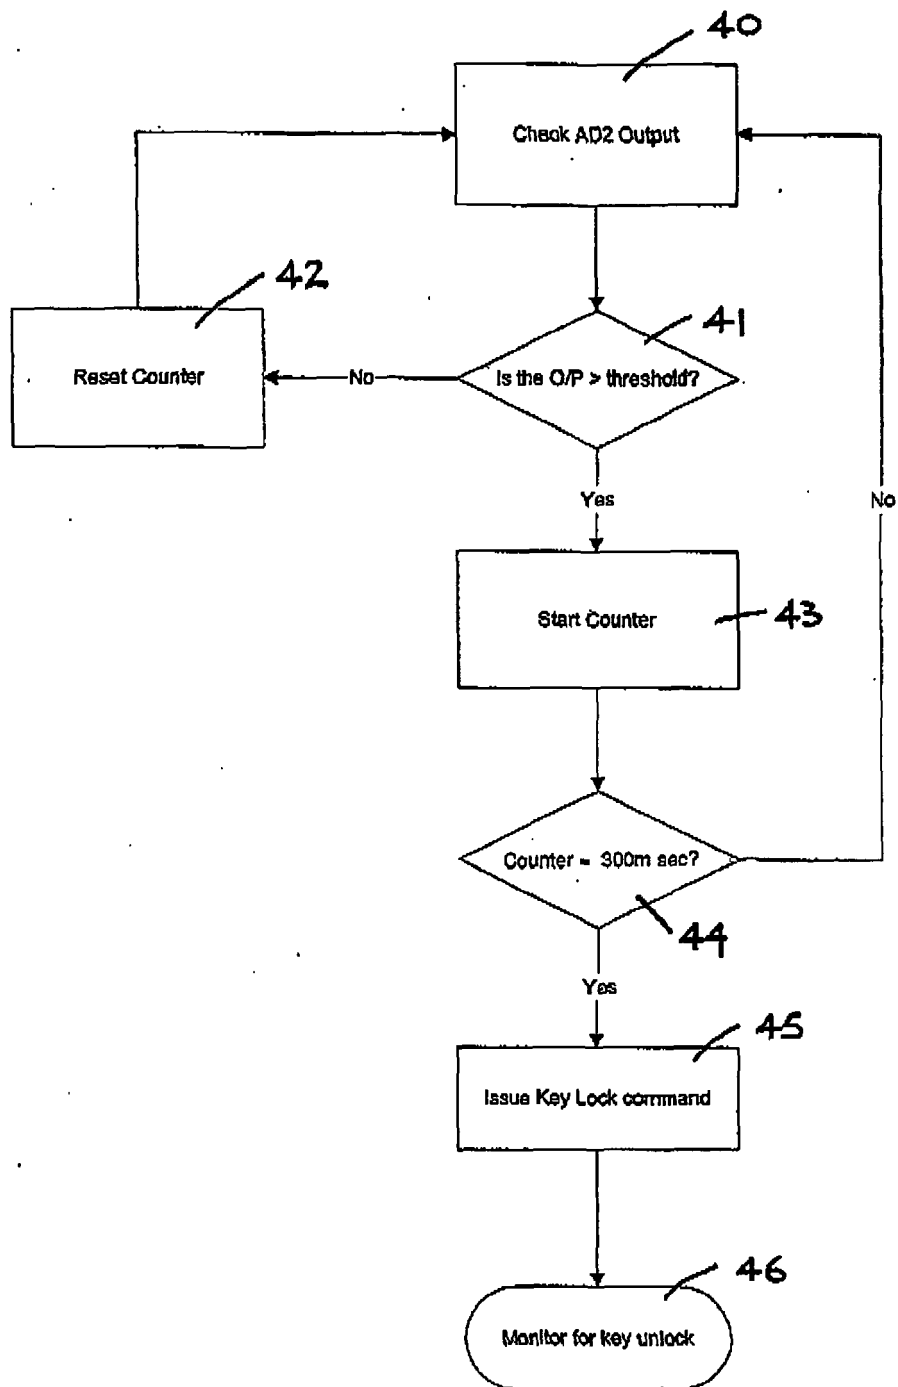 40
Check AD2 Output
42
41
Reset Counter
No
Is the O/P > threshold?
Yes
No
Start Counter
43
Counter = 300m sec?
44
Yes
45
Issue Key Lock command
46
Monitor for key unlock